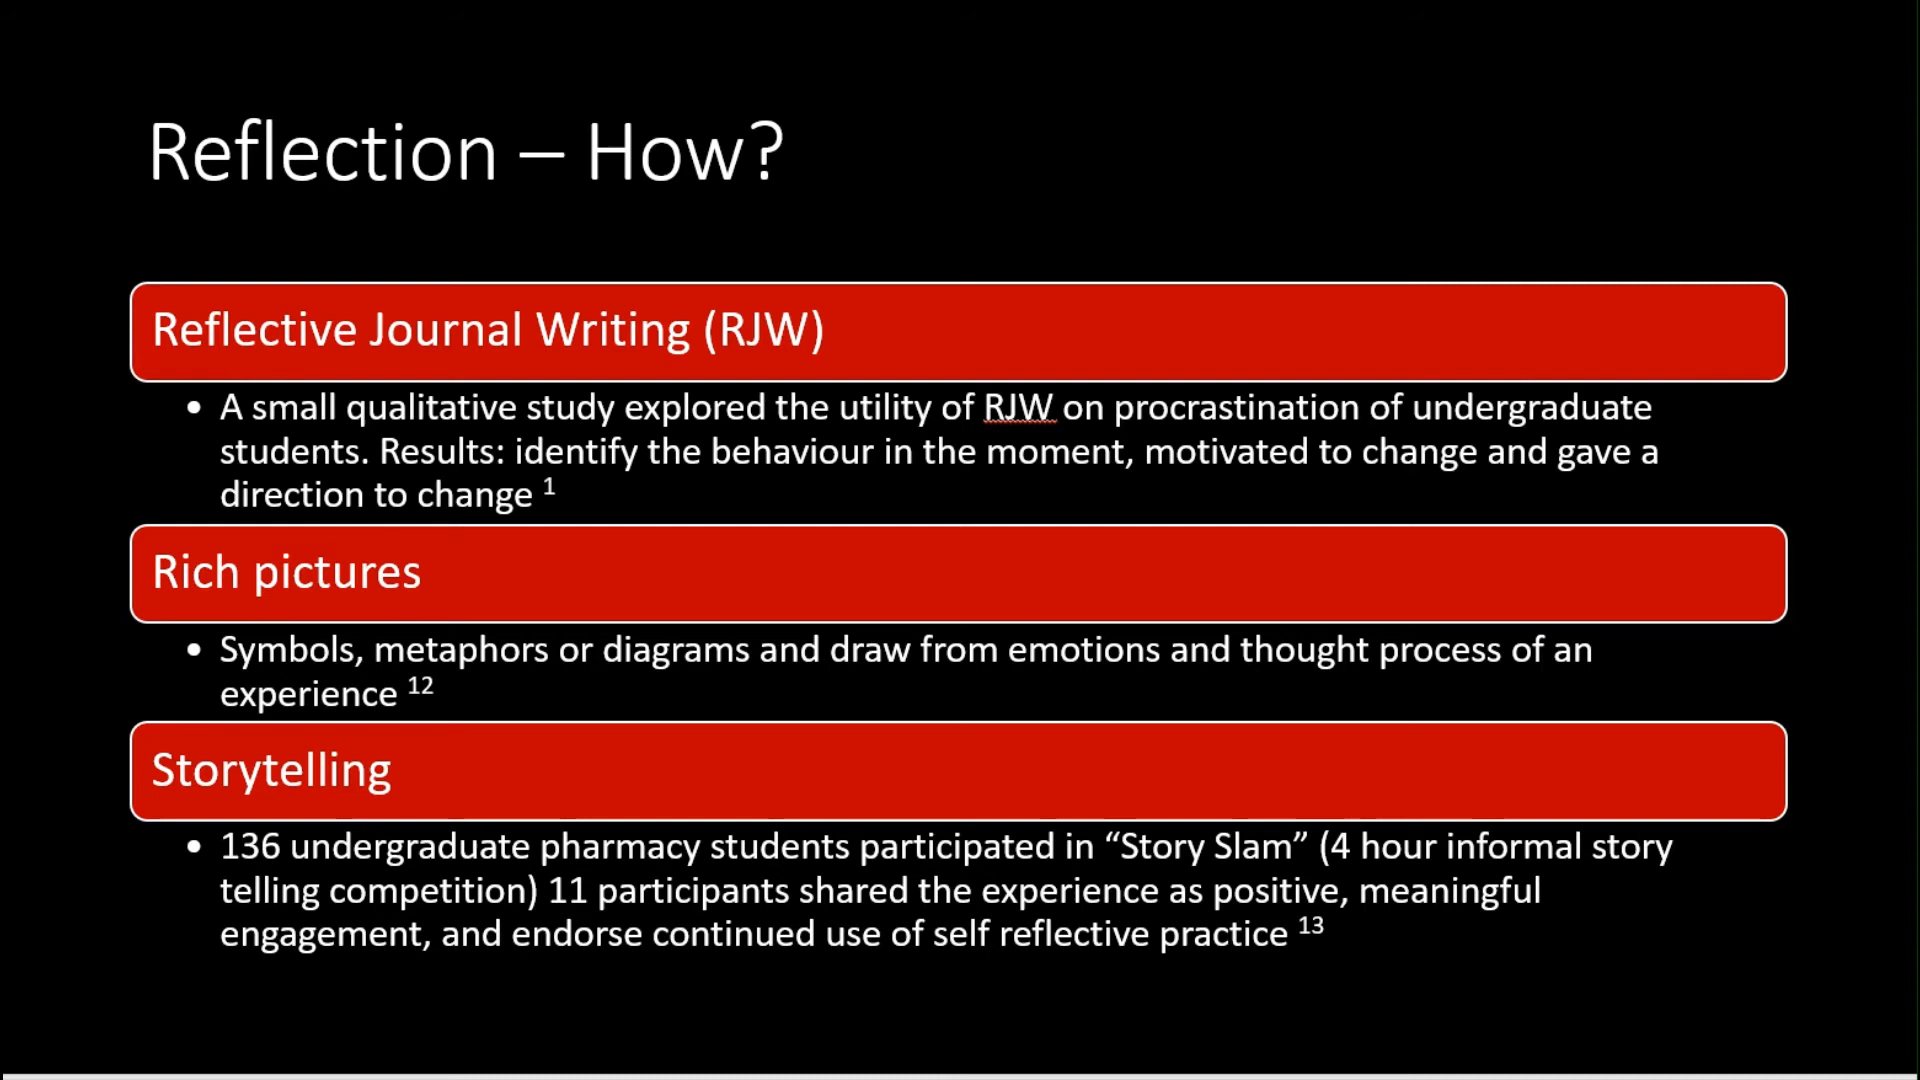 Reflection – How?
Reflective Journal Writing (RJW)
• A small qualitative study explored the utility of RJW on procrastination of undergraduate
students. Results: identify the behaviour in the moment, motivated to change and gave a
direction to change ¹
Rich pictures
• Symbols, metaphors or diagrams and draw from emotions and thought process of an
experience ¹²
Storytelling
• 136 undergraduate pharmacy students participated in “Story Slam” (4 hour informal story
telling competition) 11 participants shared the experience as positive, meaningful
engagement, and endorse continued use of self reflective practice ¹³